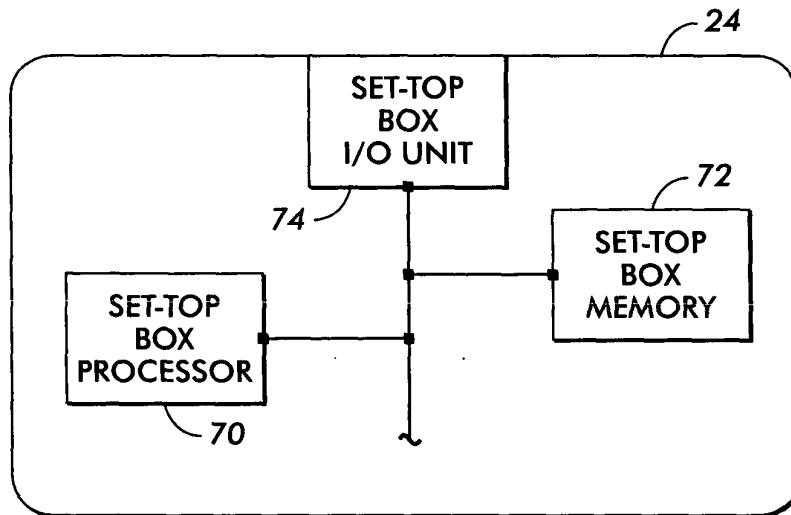 24
SET-TOP
BOX
I/O UNIT
74
72
SET-TOP
BOX
MEMORY
SET-TOP
BOX
PROCESSOR
70